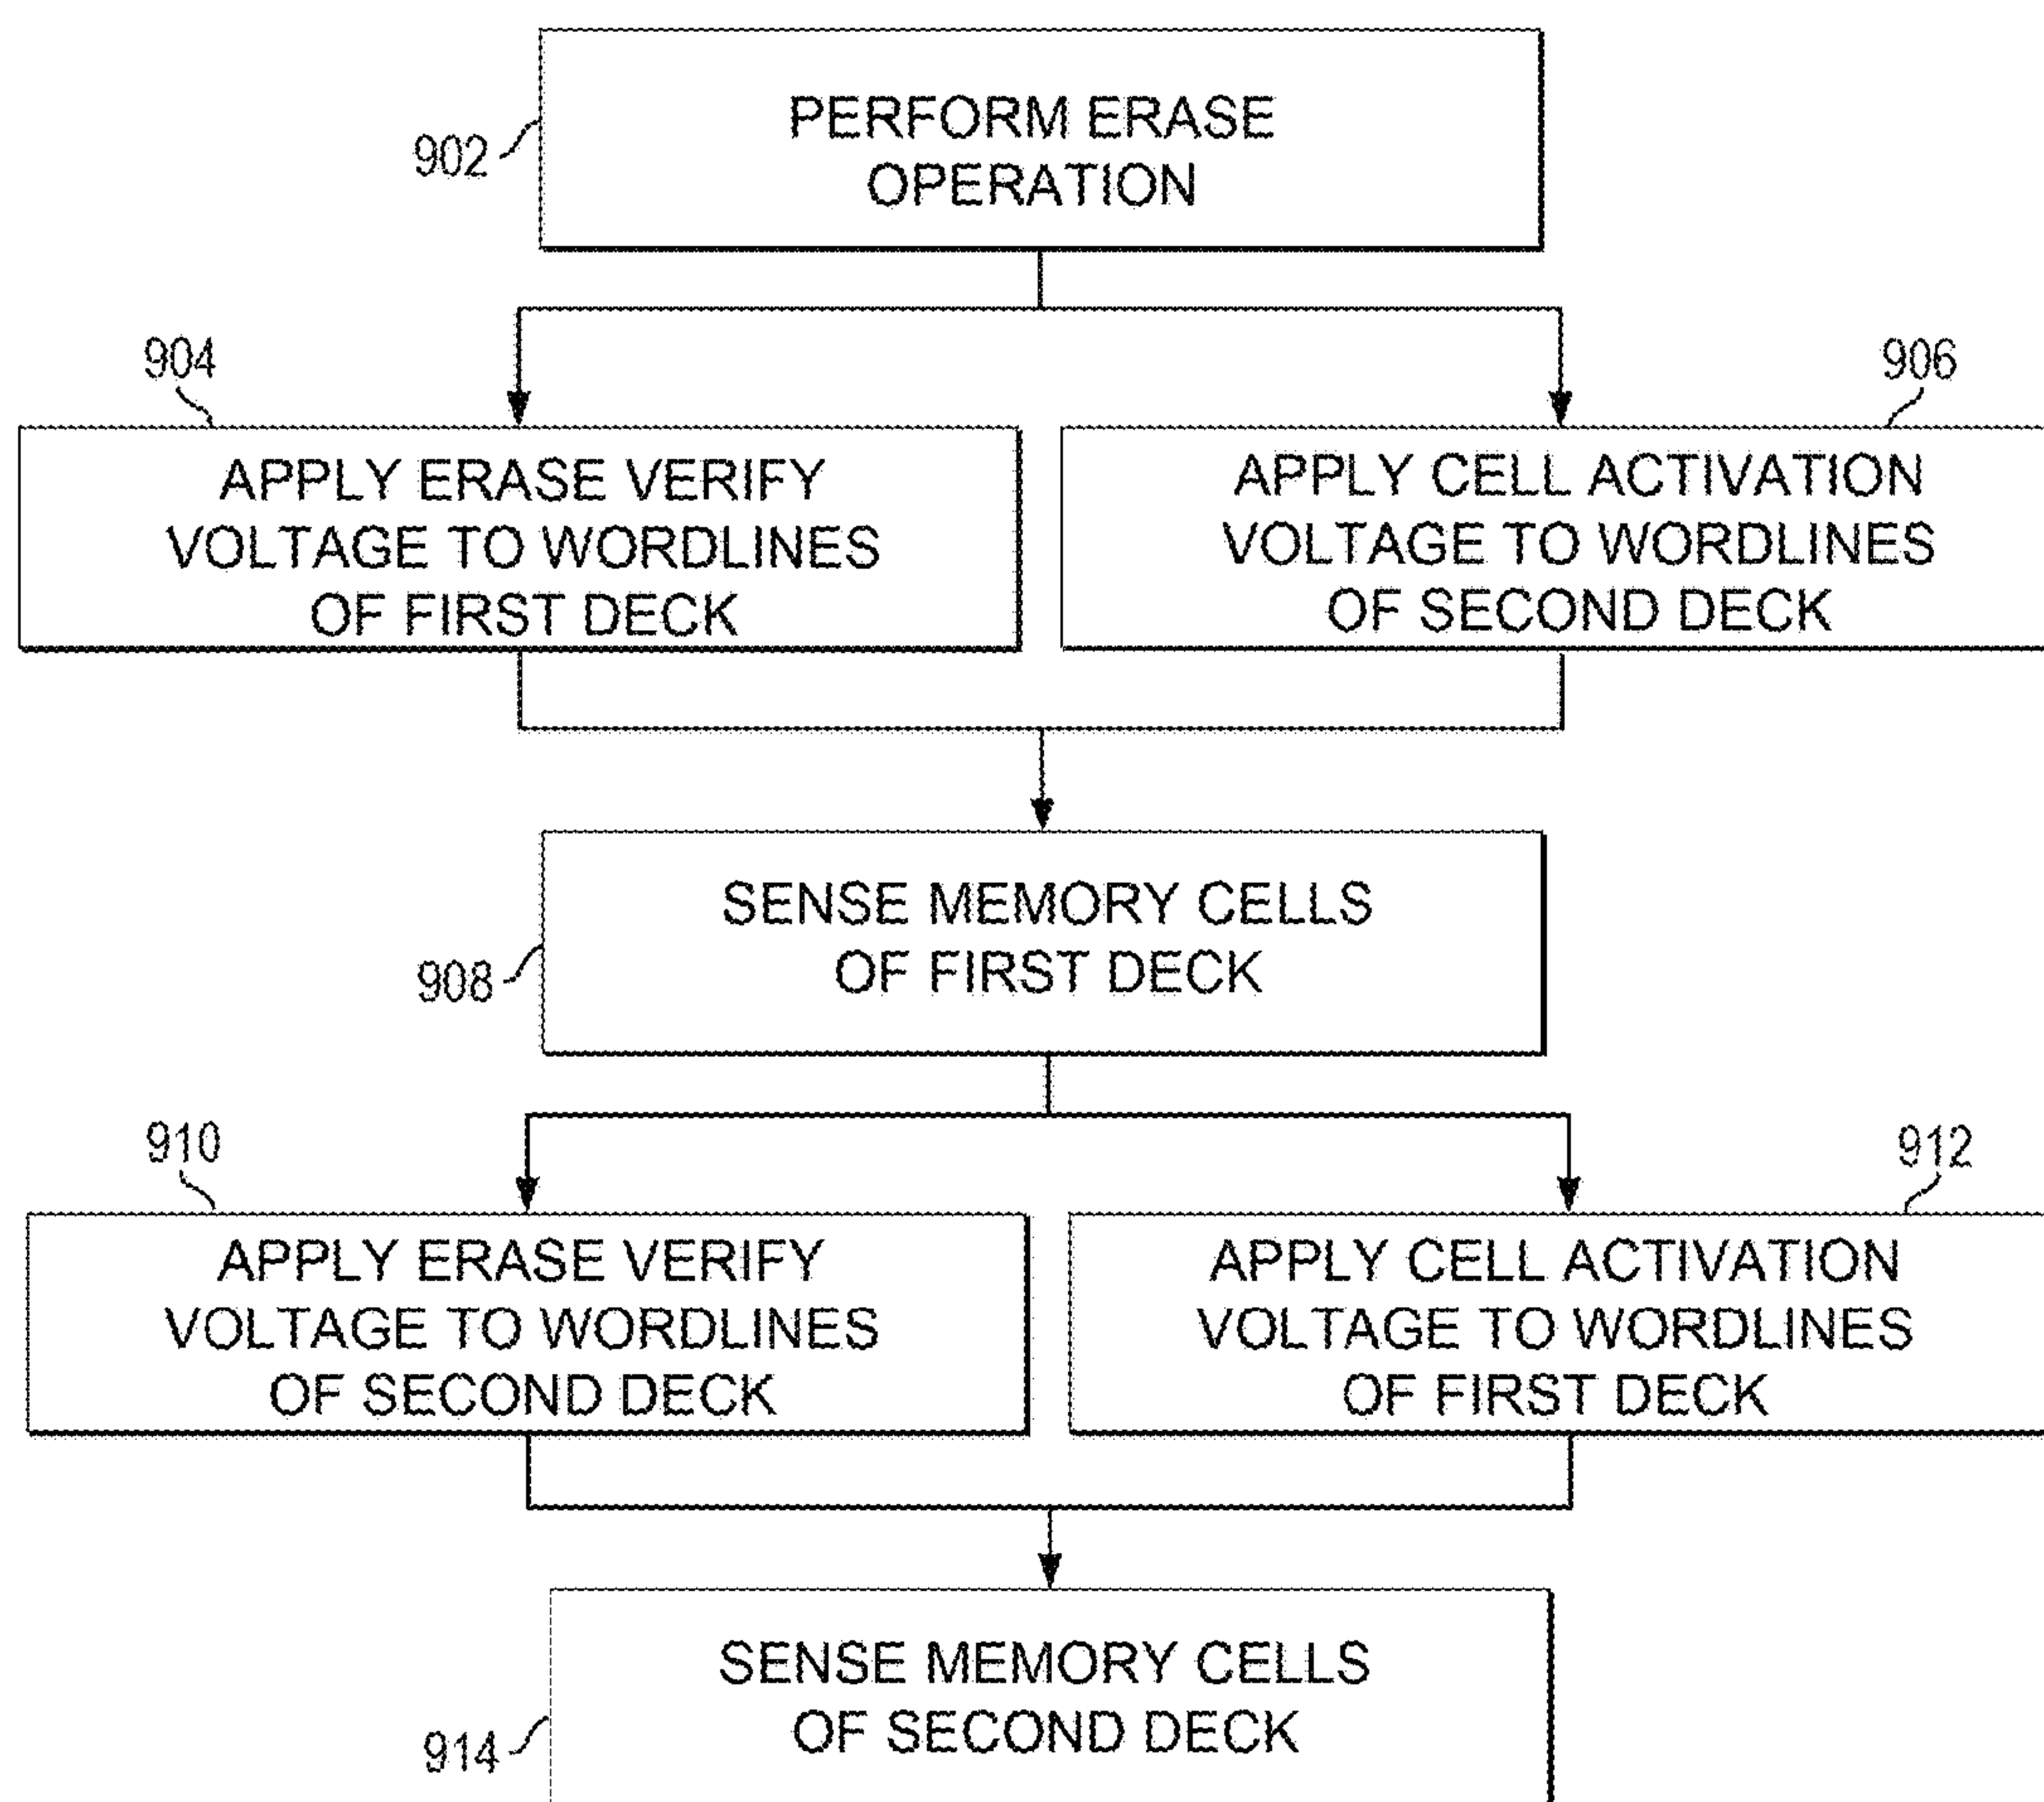 902
PERFORM ERASE
OPERATION
904
APPLY ERASE VERIFY
VOLTAGE TO WORDLINES
OF FIRST DECK
906
APPLY CELL ACTIVATION
VOLTAGE TO WORDLINES
OF SECOND DECK
908
SENSE MEMORY CELLS
OF FIRST DECK
910
APPLY ERASE VERIFY
VOLTAGE TO WORDLINES
OF SECOND DECK
912
APPLY CELL ACTIVATION
VOLTAGE TO WORDLINES
OF FIRST DECK
914
SENSE MEMORY CELLS
OF SECOND DECK